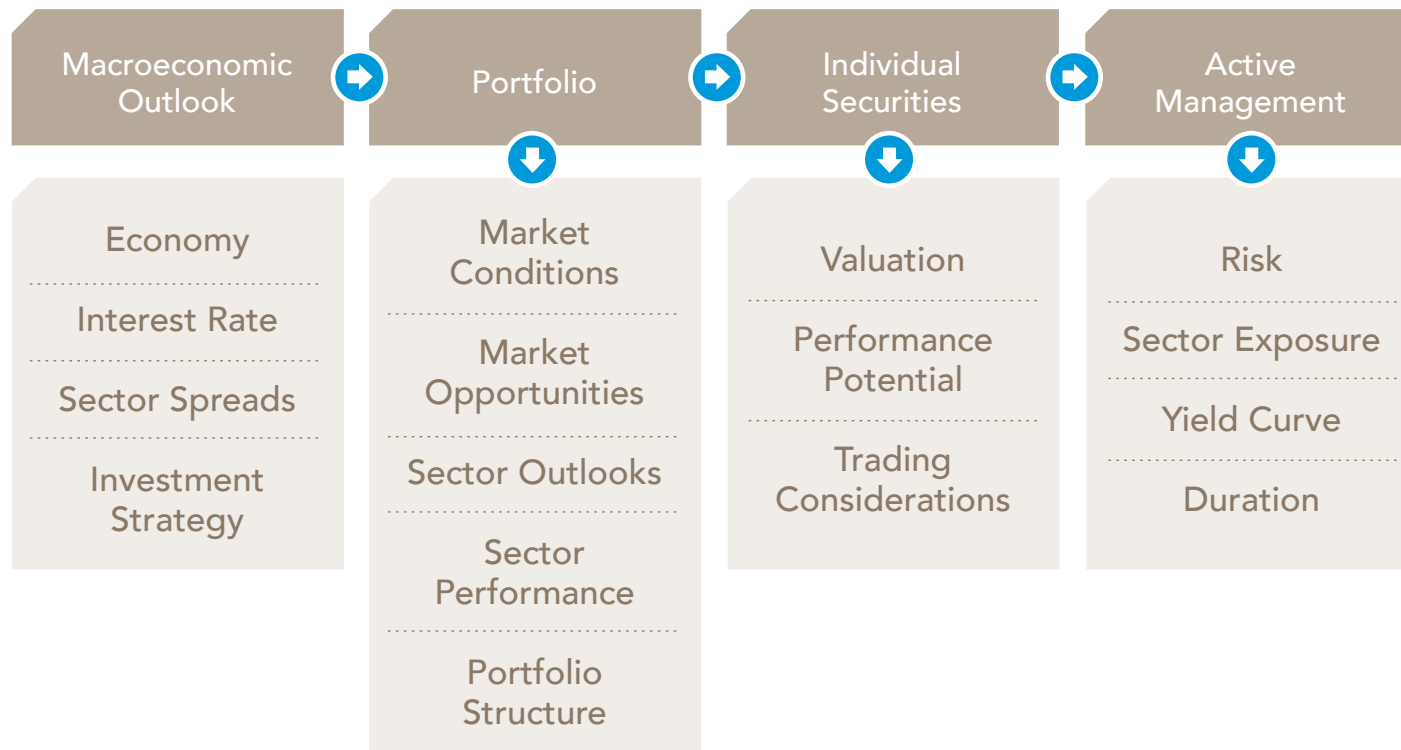 Macroeconomic
Outlook
Portfolio
Individual
Securities
Active
Management
Economy
Interest Rate
Sector Spreads
Investment
Strategy
Market
Conditions
Market
Opportunities
Sector Outlooks
Sector
Performance
Portfolio
Structure
Valuation
Performance
Potential
Trading
Considerations
Risk
Sector Exposure
Yield Curve
Duration